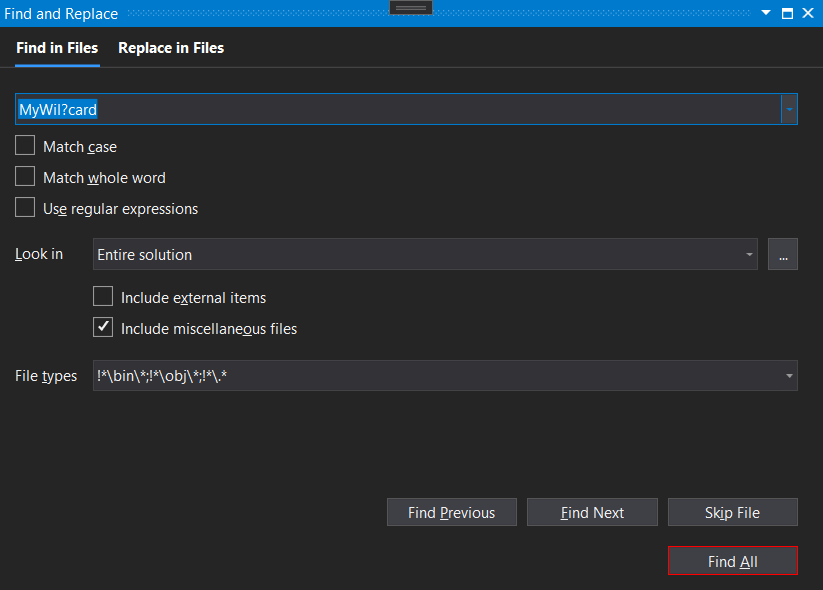 Find and Replace
Find in Files Replace in Files
MyWil?card
Match case
Match whole word
Use regular expressions
Look in Entire solution ...
Include external items
Include miscellaneous files
File types !*\bin\*;!*\obj\*;!*\.*
Find Previous Find Next Skip File
Find All